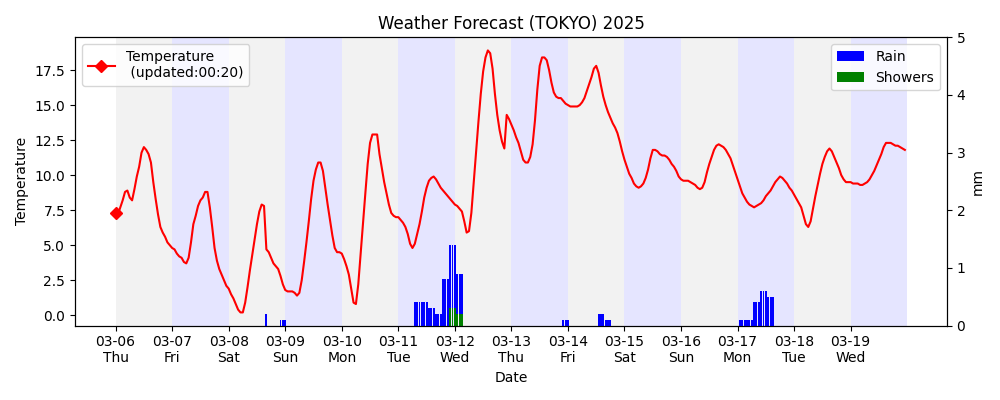 Weather Forecast (TOKYO) 2025
Temperature
(updated:00:20)
Rain
Showers
Temperature
17.5
15.0
12.5
10.0
7.5
5.0
2.5
0.0
5
4
3
2
1
0
mm
03-06 03-07 03-08 03-09 03-10 03-11 03-12 03-13 03-14 03-15 03-16 03-17 03-18 03-19
Thu Fri Sat Sun Mon Tue Wed Thu Fri Sat Sun Mon Tue Wed
Date